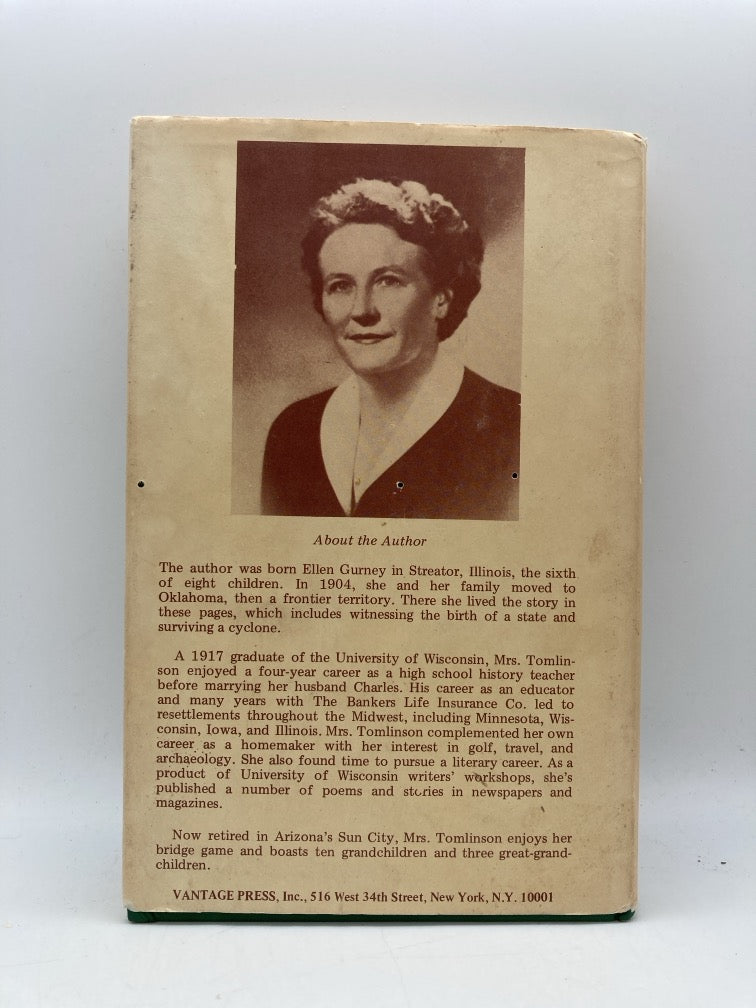 About the Author
The author was born Ellen Gurney in Streator, Illinois, the sixth
of eight children. In 1904, she and her family moved to
Oklahoma, then a frontier territory. There she lived the story in
these pages, which includes witnessing the birth of a state and
surviving a cyclone.
A 1917 graduate of the University of Wisconsin, Mrs. Tomlin-
son enjoyed a four-year career as a high school history teacher
before marrying her husband Charles. His career as an educator
and many years with The Bankers Life Insurance Co. led to
resettlements throughout the Midwest, including Minnesota, Wis-
consin, Iowa, and Illinois. Mrs. Tomlinson complemented her own
career as a homemaker with her interest in golf, travel, and
archaeology. She also found time to pursue a literary career. As a
product of University of Wisconsin writers' workshops, she's
published a number of poems and stories in newspapers and
magazines.
Now retired in Arizona's Sun City, Mrs. Tomlinson enjoys her
bridge game and boasts ten grandchildren and three great-grand-
children.
VANTAGE PRESS, Inc., 516 West 34th Street, New York, N.Y. 10001